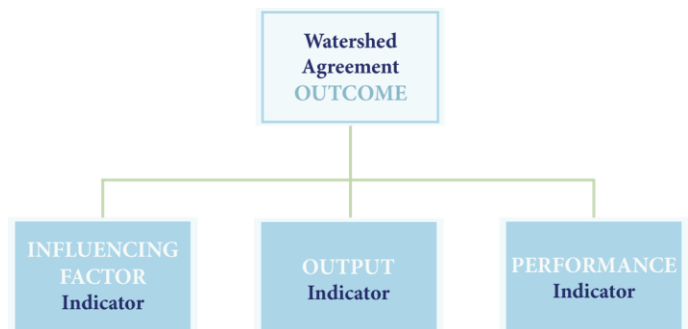 Watershed
Agreement
OUTCOME
INFLUENCING
FACTOR
Indicator
OUTPUT
Indicator
PERFORMANCE
Indicator